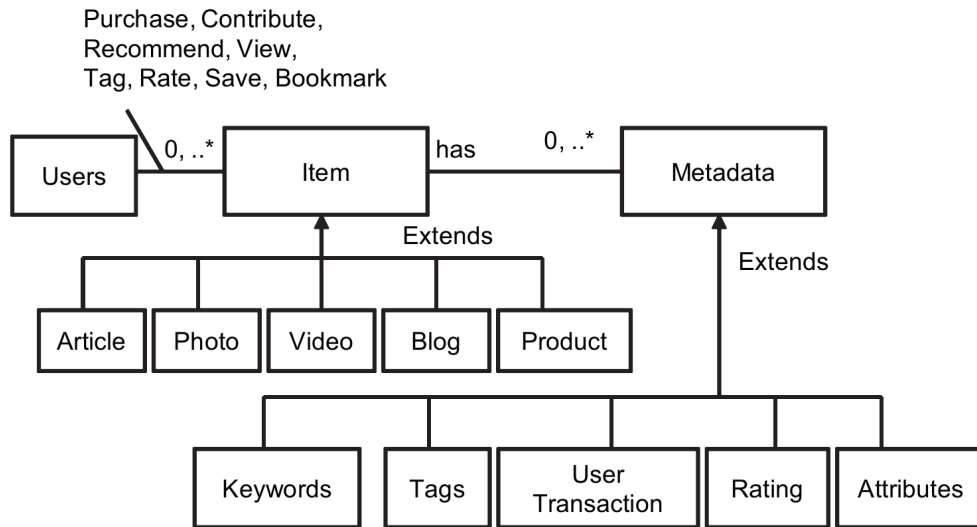 Purchase, Contribute,
Recommend, View,
Tag, Rate, Save, Bookmark
Users
0, ..*
Item
has
0, ..*
Metadata
Extends
Extends
Article
Photo
Video
Blog
Product
Keywords
Tags
User
Transaction
Rating
Attributes